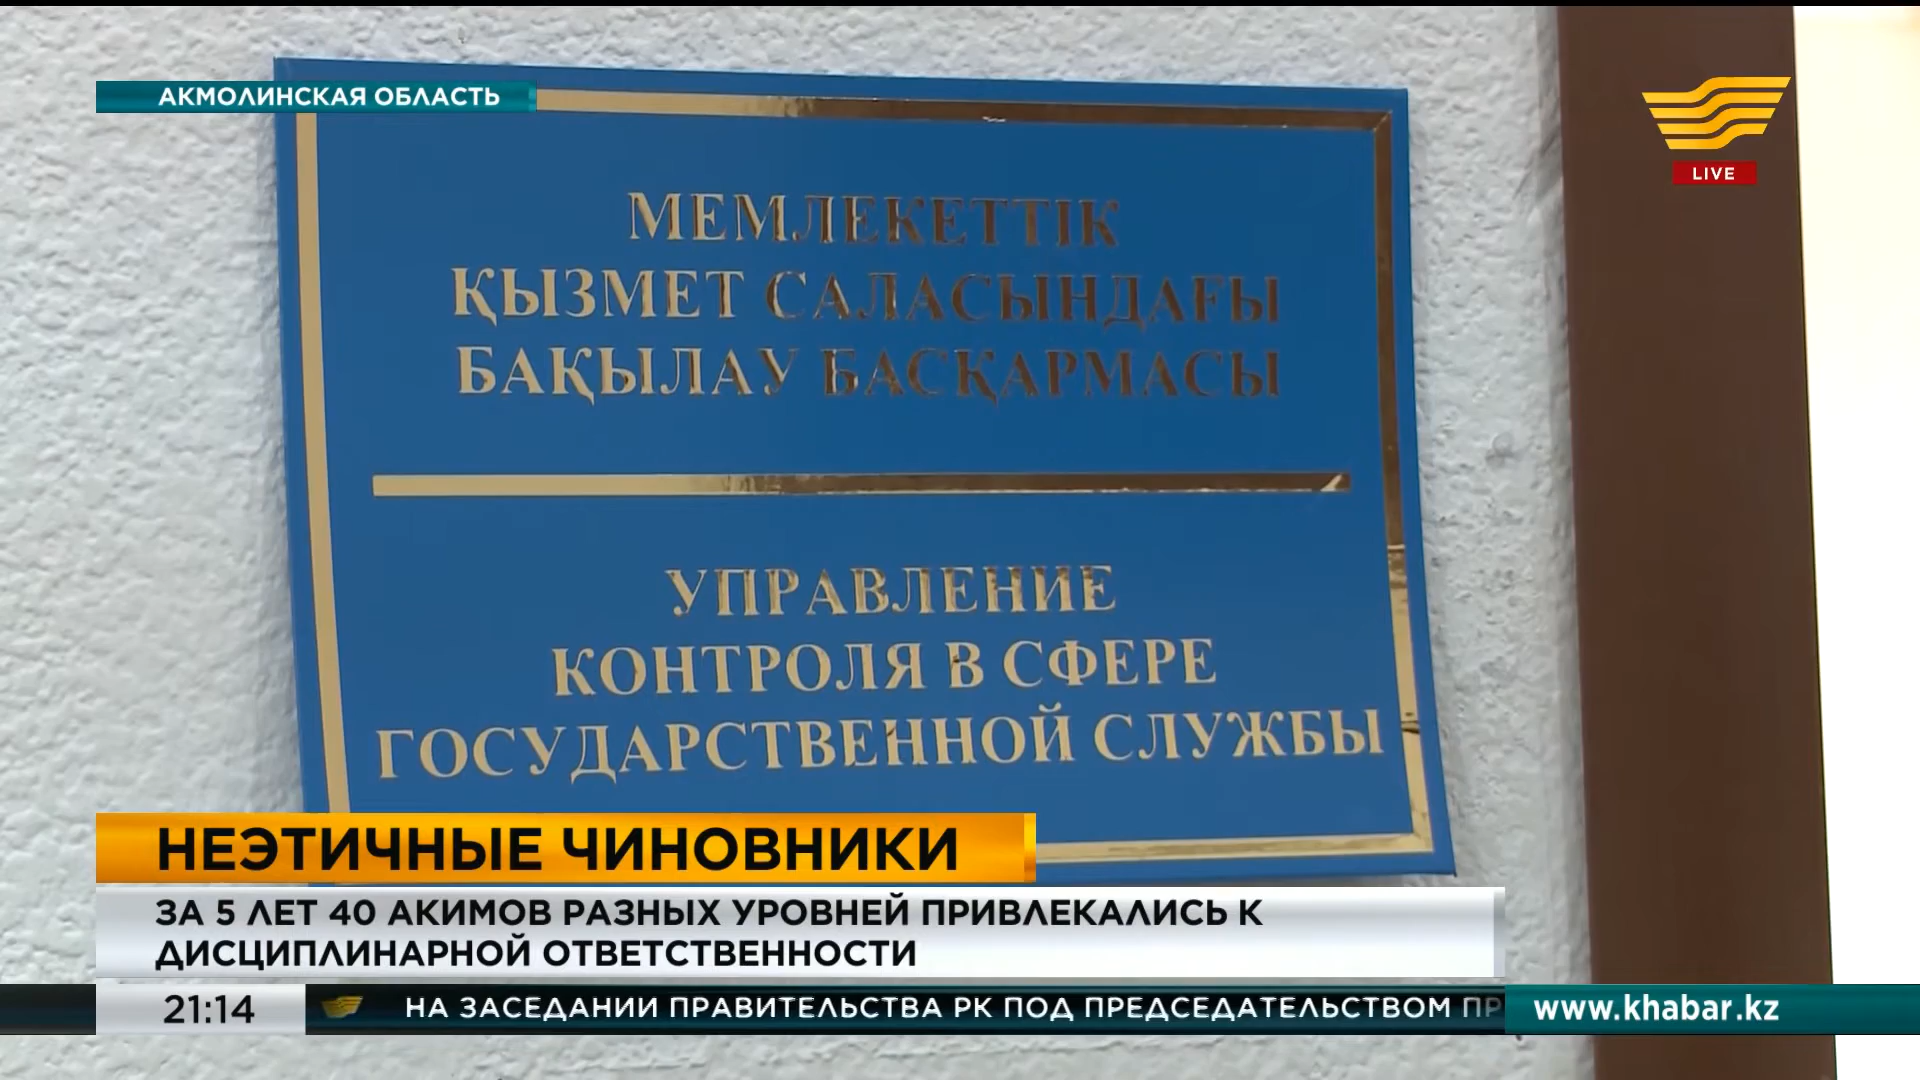 АКМОЛИНСКАЯ ОБЛАСТЬ
LIVE
МЕМЛЕКЕТТІК
ҚЫЗМЕТ САЛАСЫНДАҒЫ
БАҚЫЛАУ БАСҚАРМАСЫ
УПРАВЛЕНИЕ
КОНТРОЛЯ В СФЕРЕ
ГОСУДАРСТВЕННОЙ СЛУЖБЫ
НЕЭТИЧНЫЕ ЧИНОВНИКИ
ЗА 5 ЛЕТ 40 АКИМОВ РАЗНЫХ УРОВНЕЙ ПРИВЛЕКАЛИСЬ К
ДИСЦИПЛИНАРНОЙ ОТВЕТСТВЕННОСТИ
21:14 НА ЗАСЕДАНИИ ПРАВИТЕЛЬСТВА РК ПОД ПРЕДСЕДАТЕЛЬСТВОМ ПР www.khabar.kz